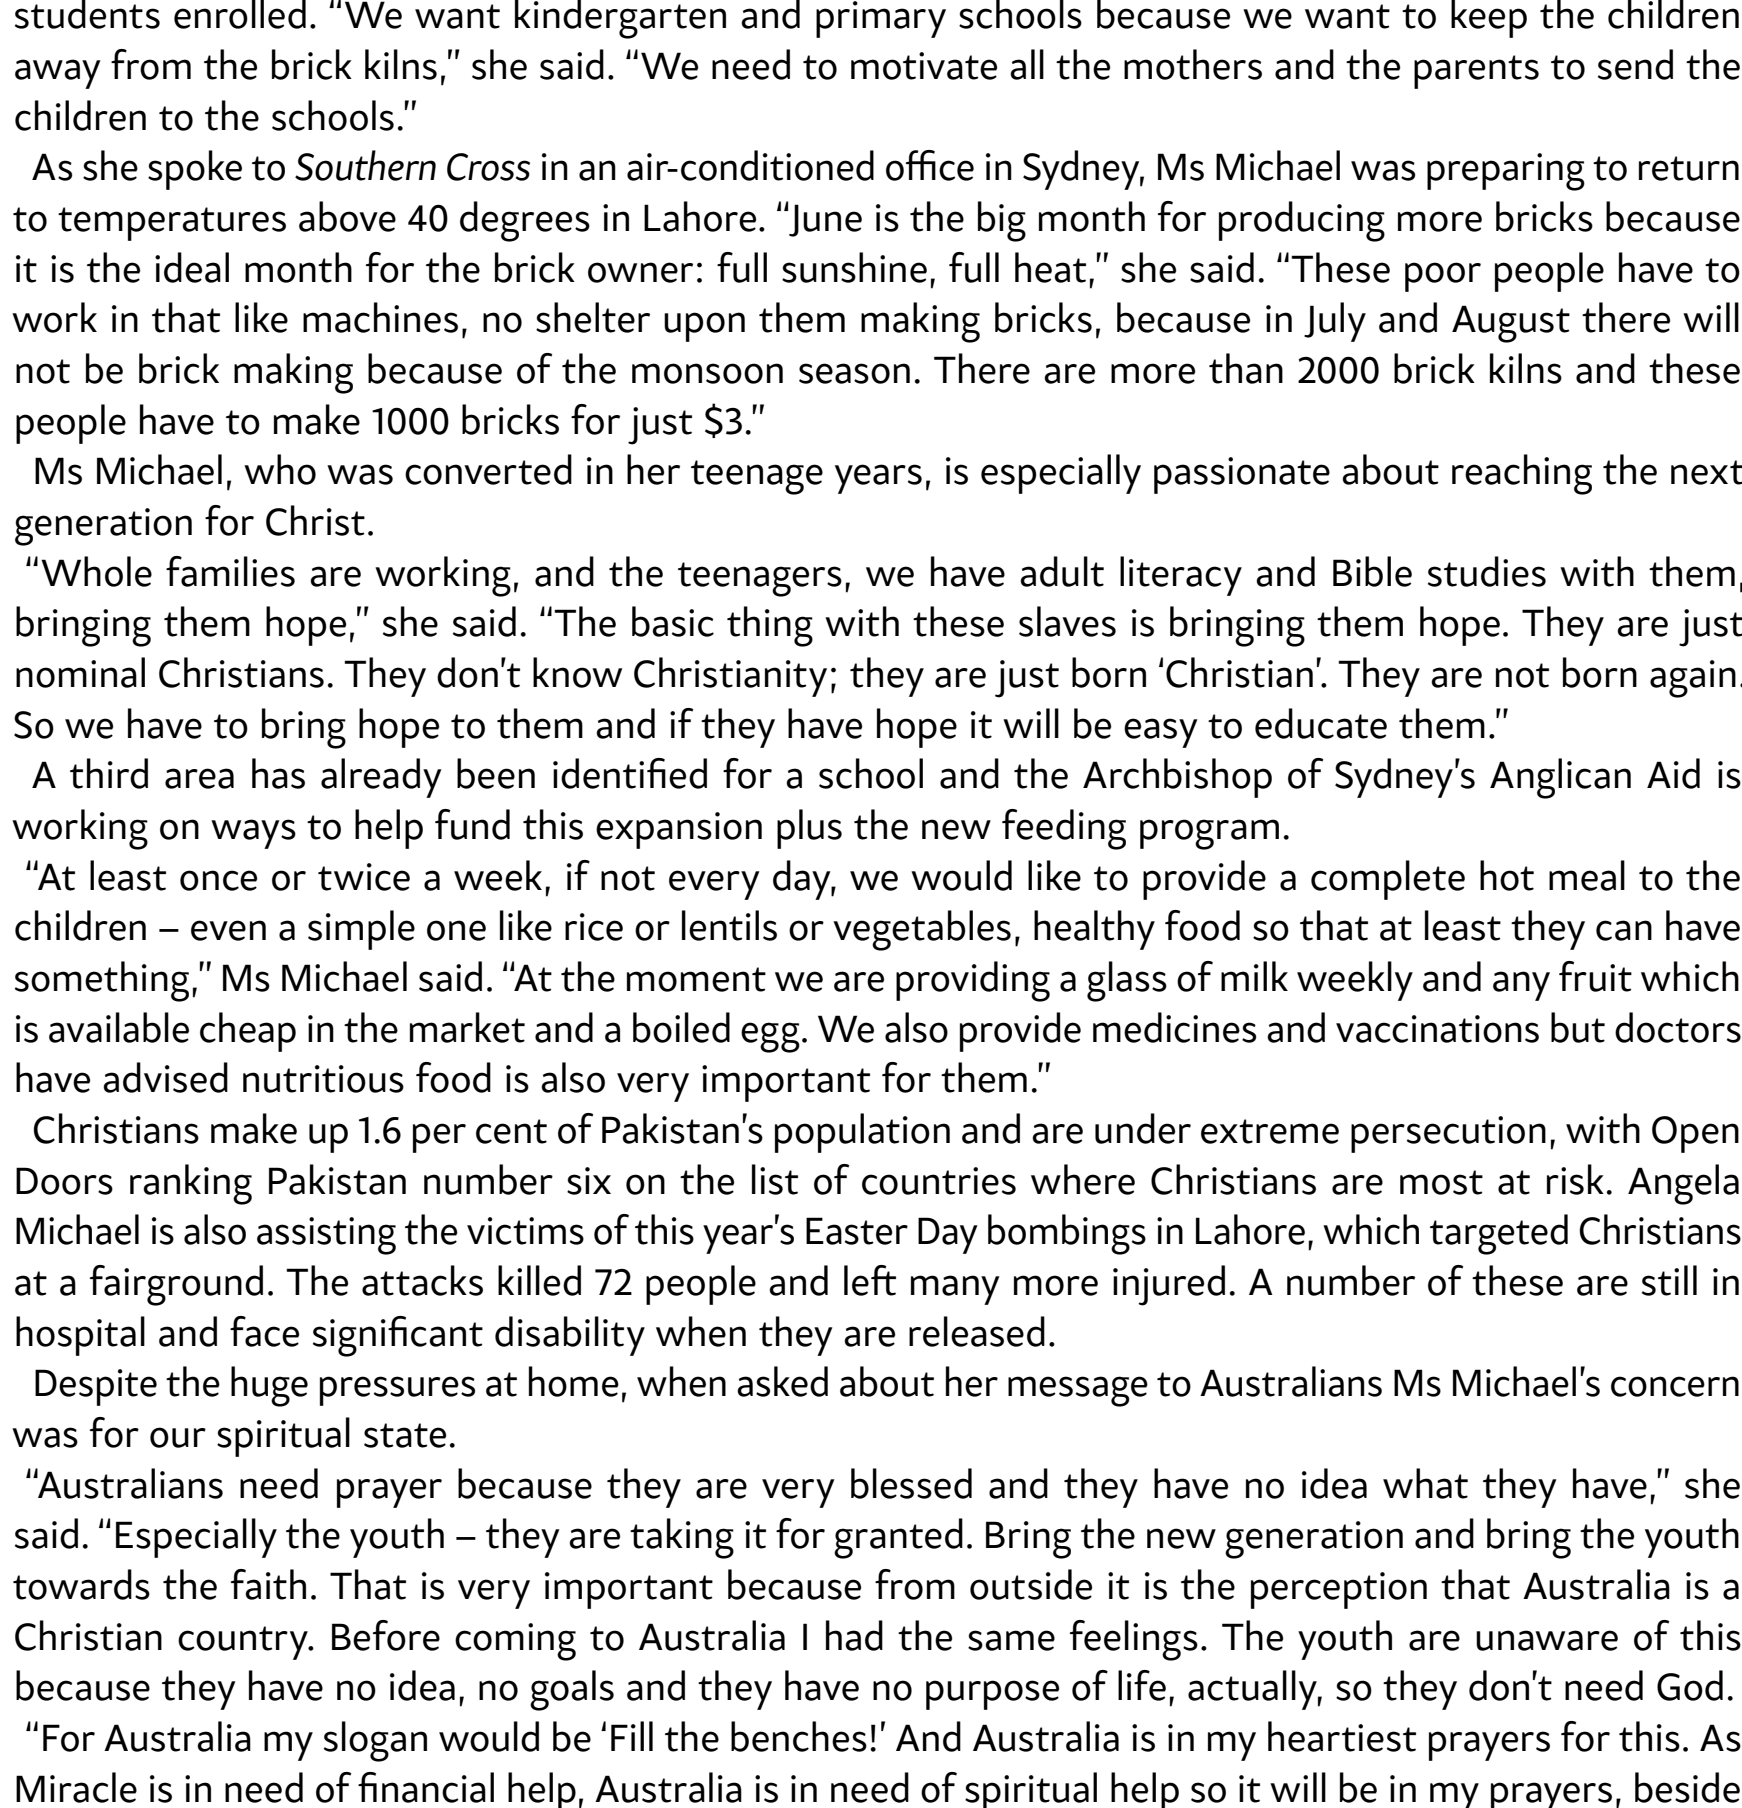 students enrolled. “We want kindergarten and primary schools because we want to keep the children
away from the brick kilns,” she said. “We need to motivate all the mothers and the parents to send the
children to the schools.”
As she spoke to Southern Cross in an air-conditioned office in Sydney, Ms Michael was preparing to return
to temperatures above 40 degrees in Lahore. “June is the big month for producing more bricks because
it is the ideal month for the brick owner: full sunshine, full heat,” she said. “These poor people have to
work in that like machines, no shelter upon them making bricks, because in July and August there will
not be brick making because of the monsoon season. There are more than 2000 brick kilns and these
people have to make 1000 bricks for just $3.”
Ms Michael, who was converted in her teenage years, is especially passionate about reaching the next
generation for Christ.
“Whole families are working, and the teenagers, we have adult literacy and Bible studies with them,
bringing them hope,” she said. “The basic thing with these slaves is bringing them hope. They are just
nominal Christians. They don’t know Christianity; they are just born ‘Christian’. They are not born again.
So we have to bring hope to them and if they have hope it will be easy to educate them.”
A third area has already been identified for a school and the Archbishop of Sydney’s Anglican Aid is
working on ways to help fund this expansion plus the new feeding program.
“At least once or twice a week, if not every day, we would like to provide a complete hot meal to the
children – even a simple one like rice or lentils or vegetables, healthy food so that at least they can have
something,” Ms Michael said. “At the moment we are providing a glass of milk weekly and any fruit which
is available cheap in the market and a boiled egg. We also provide medicines and vaccinations but doctors
have advised nutritious food is also very important for them.”
Christians make up 1.6 per cent of Pakistan’s population and are under extreme persecution, with Open
Doors ranking Pakistan number six on the list of countries where Christians are most at risk. Angela
Michael is also assisting the victims of this year’s Easter Day bombings in Lahore, which targeted Christians
at a fairground. The attacks killed 72 people and left many more injured. A number of these are still in
hospital and face significant disability when they are released.
Despite the huge pressures at home, when asked about her message to Australians Ms Michael’s concern
was for our spiritual state.
“Australians need prayer because they are very blessed and they have no idea what they have,” she
said. “Especially the youth – they are taking it for granted. Bring the new generation and bring the youth
towards the faith. That is very important because from outside it is the perception that Australia is a
Christian country. Before coming to Australia I had the same feelings. The youth are unaware of this
because they have no idea, no goals and they have no purpose of life, actually, so they don’t need God.
“For Australia my slogan would be ‘Fill the benches!’ And Australia is in my heartiest prayers for this. As
Miracle is in need of financial help, Australia is in need of spiritual help so it will be in my prayers, beside